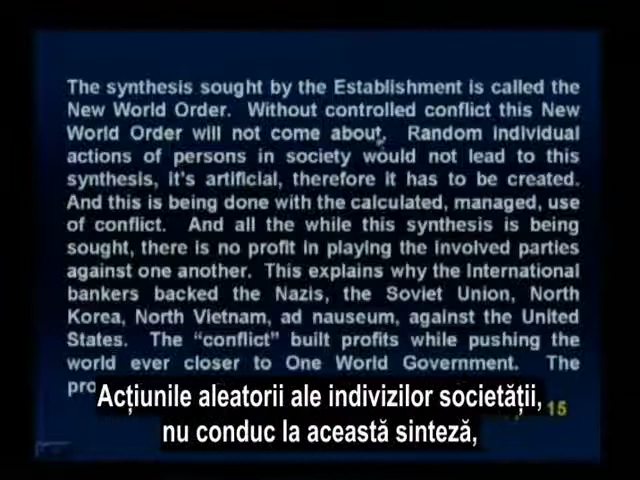 The synthesis sought by the Establishment is called the
New World Order. Without controlled conflict this New
World Order will not come about. Random individual
actions of persons in society would not lead to this
synthesis, it's artificial, therefore it has to be created.
And this is being done with the calculated, managed, use
of conflict. And all the while this synthesis is being
sought, there is no profit in playing the involved parties
against one another. This explains why the International
bankers backed the Nazis, the Soviet Union, North
Korea, North Vietnam, ad nauseum, against the United
States. The "conflict" built profits while pushing the
world ever closer to One World Government. The
Acțiunile aleatorii ale indivizilor societății,
15
nu conduc la această sinteză,